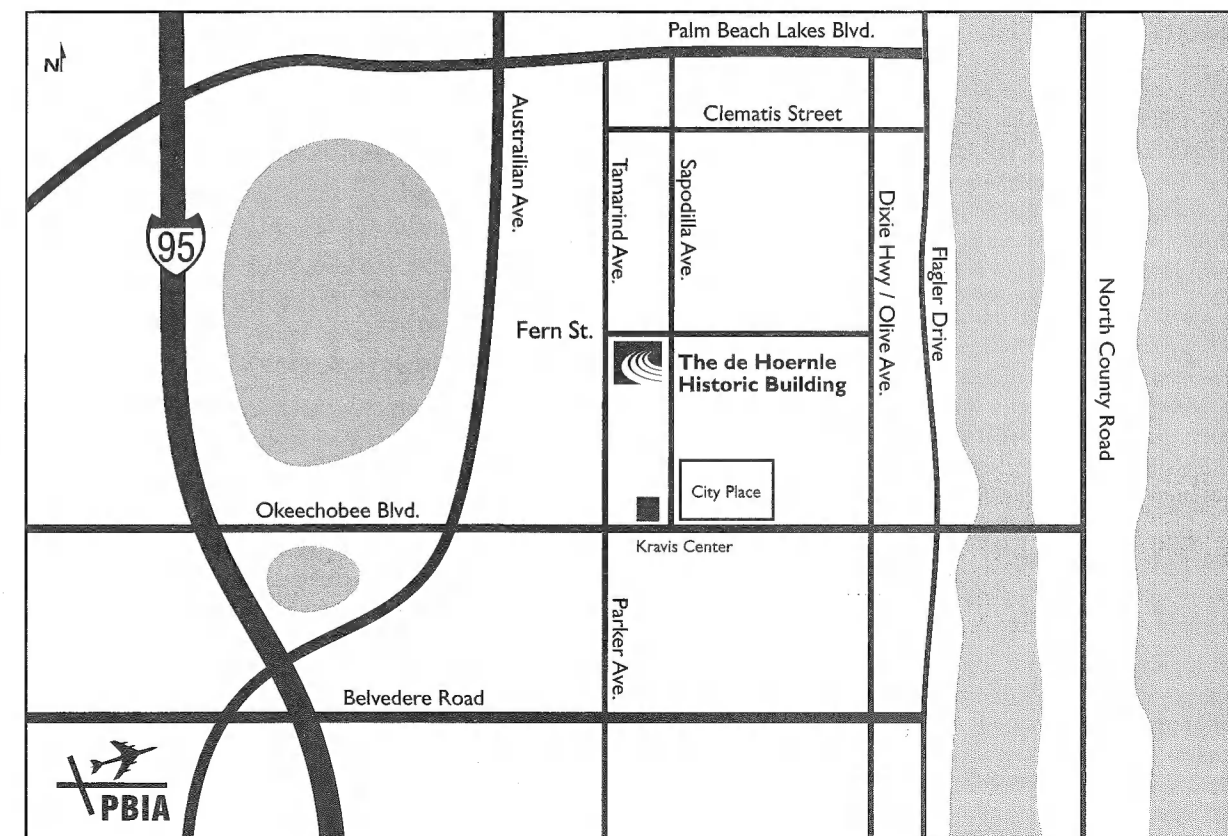 Palm Beach Lakes Blvd.
N
Clematis Street
Austrailian Ave.
Tamarind Ave.
Sapodilla Ave.
Dixie Hwy / Olive Ave.
Flagler Drive
North County Road
95
Fern St.
The de Hoernle
Historic Building
City Place
Okeechobee Blvd.
Kravis Center
Parker Ave.
Belvedere Road
PBIA